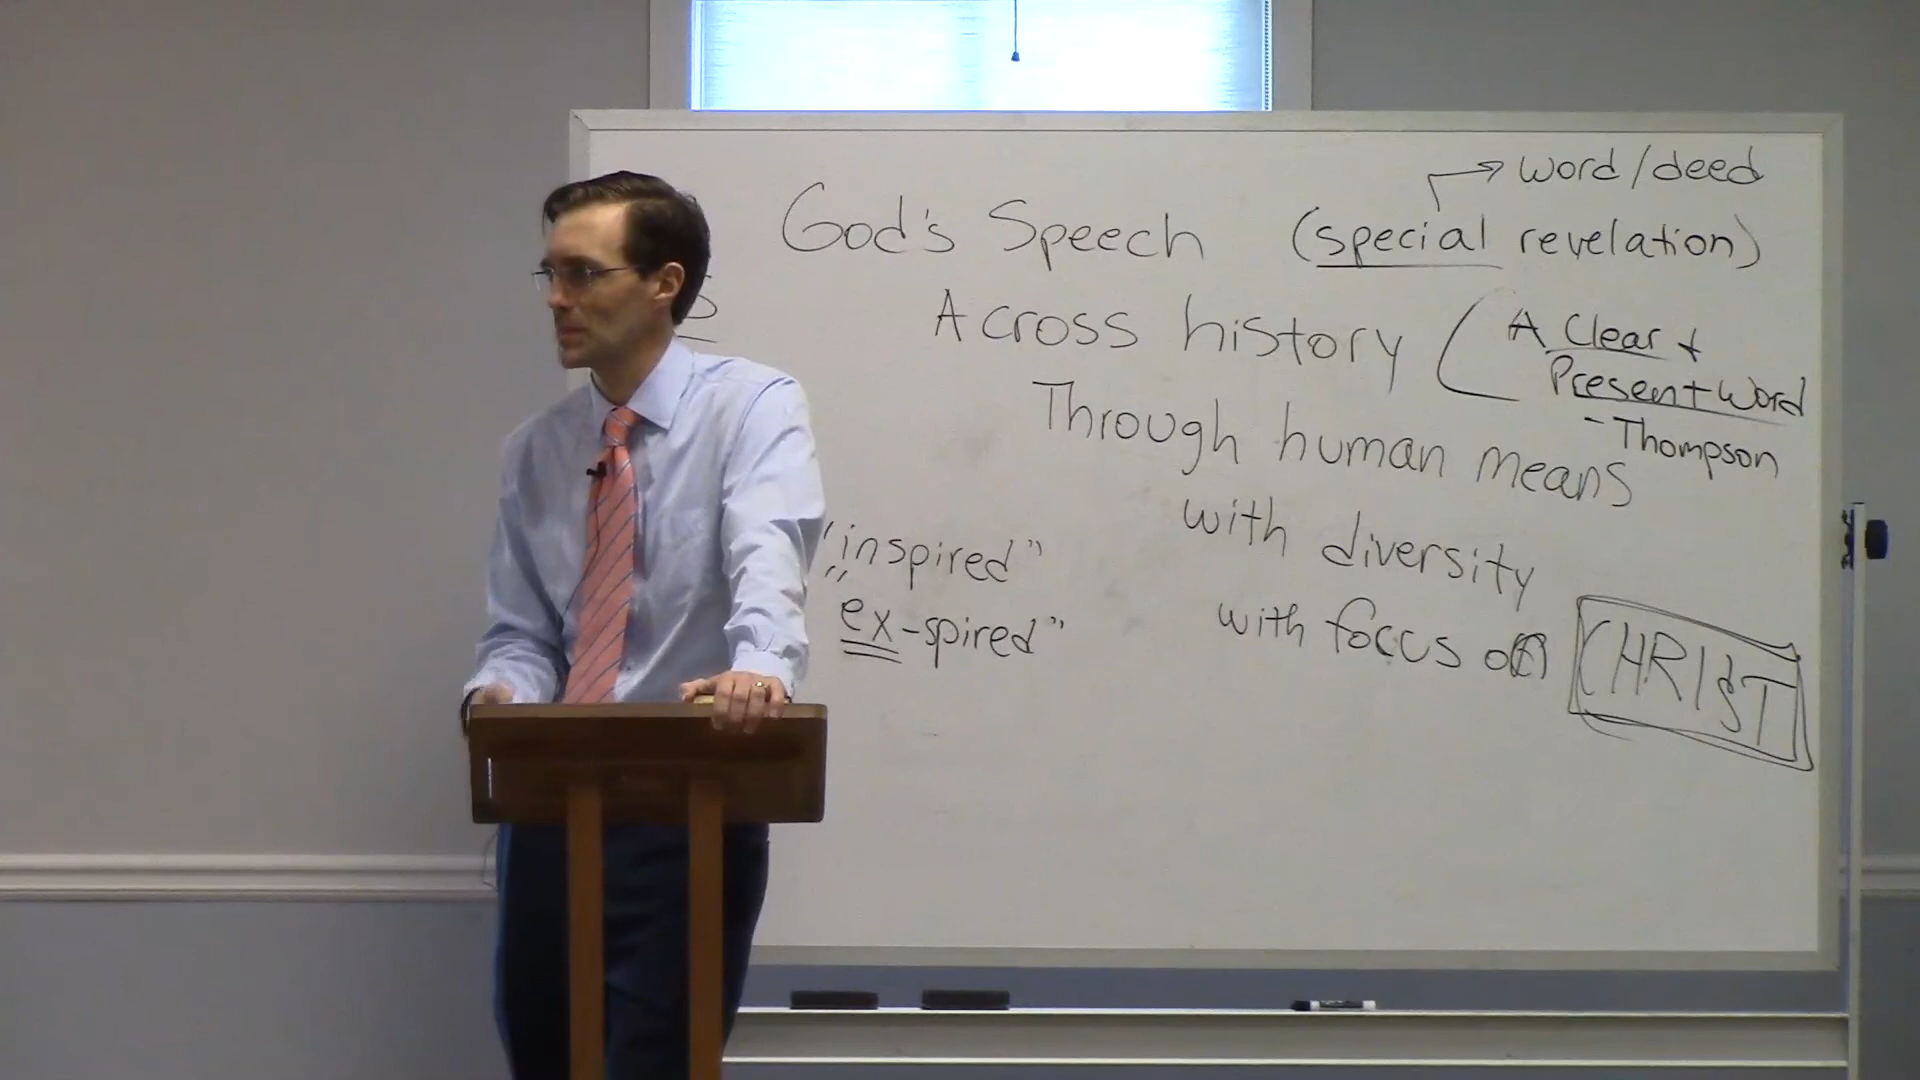 word/deed
God's Speech (special revelation)
Across history
A Clear +
Present Word
- Thompson
Through human means
with diversity
"inspired"
"ex-spired"
with focus on CHRIST